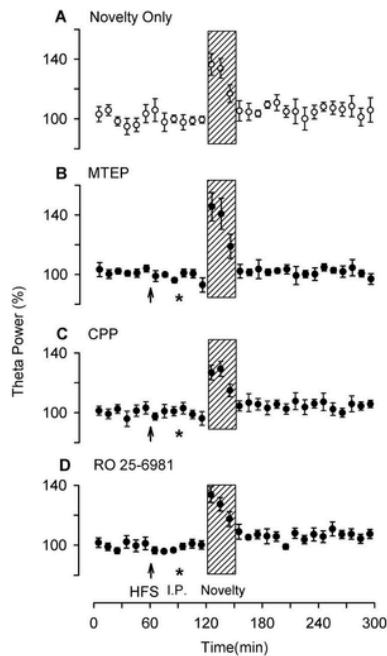 A Novelty Only
140
100
B MTEP
140
100
*
C CPP
140
100
*
D RO 25-6981
140
100
*
HFS I.P. Novelty
0 60 120 180 240 300
Time(min)
Theta Power (%)